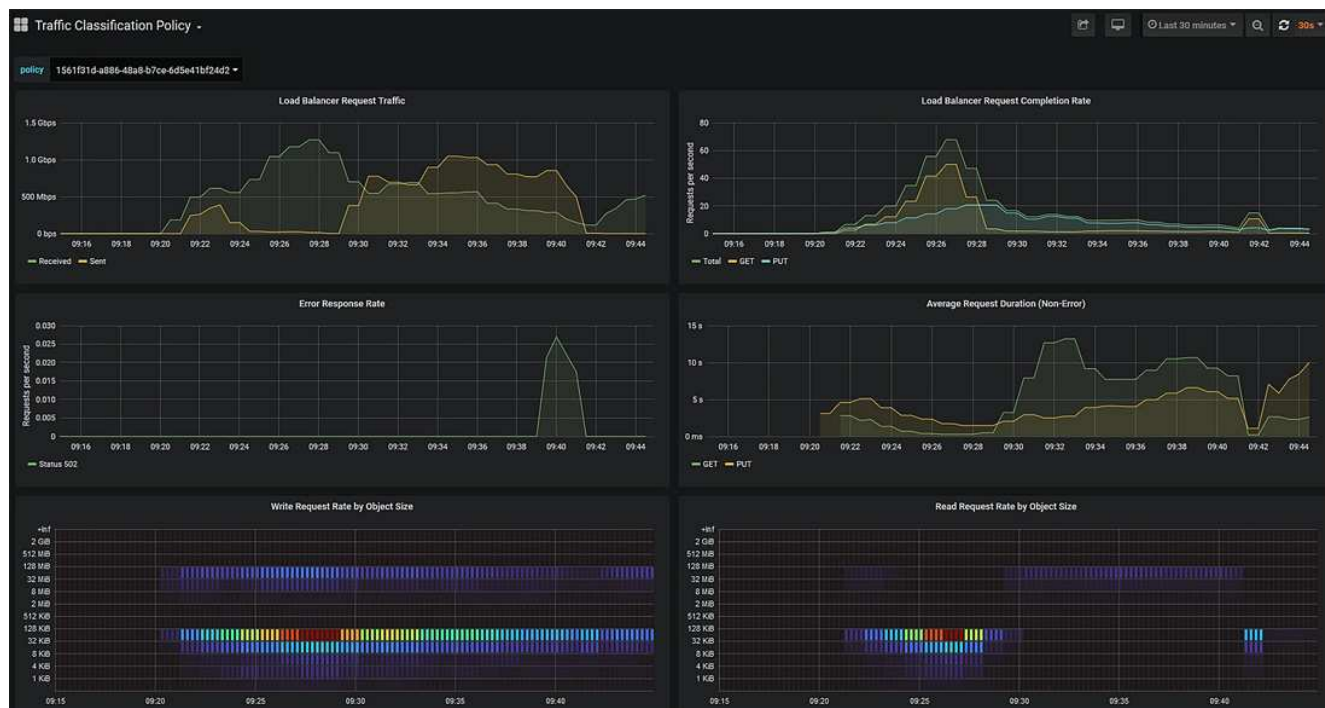 Traffic Classification Policy
Last 30 minutes
30s
policy 1561f31d-a886-48a8-b7ce-6d5e41bf24d2
Load Balancer Request Traffic
1.5 Gbps
1.0 Gbps
500 Mbps
0 bps
09:16 09:18 09:20 09:22 09:24 09:26 09:28 09:30 09:32 09:34 09:36 09:38 09:40 09:42 09:44
Received Sent
Load Balancer Request Completion Rate
Requests per second
80
60
40
20
0
09:16 09:18 09:20 09:22 09:24 09:26 09:28 09:30 09:32 09:34 09:36 09:38 09:40 09:42 09:44
Total GET PUT
Error Response Rate
Requests per second
0.030
0.025
0.020
0.015
0.010
0.005
0
09:16 09:18 09:20 09:22 09:24 09:26 09:28 09:30 09:32 09:34 09:36 09:38 09:40 09:42 09:44
Status 502
Average Request Duration (Non-Error)
15 s
10 s
5 s
0 ms
09:16 09:18 09:20 09:22 09:24 09:26 09:28 09:30 09:32 09:34 09:36 09:38 09:40 09:42 09:44
GET PUT
Write Request Rate by Object Size
+Inf
2 GiB
512 MiB
128 MiB
32 MiB
8 MiB
2 MiB
512 KiB
128 KiB
32 KiB
8 KiB
4 KiB
1 KiB
09:15 09:20 09:25 09:30 09:35 09:40
Read Request Rate by Object Size
+Inf
2 GiB
512 MiB
128 MiB
32 MiB
8 MiB
2 MiB
512 KiB
128 KiB
32 KiB
8 KiB
4 KiB
1 KiB
09:15 09:20 09:25 09:30 09:35 09:40